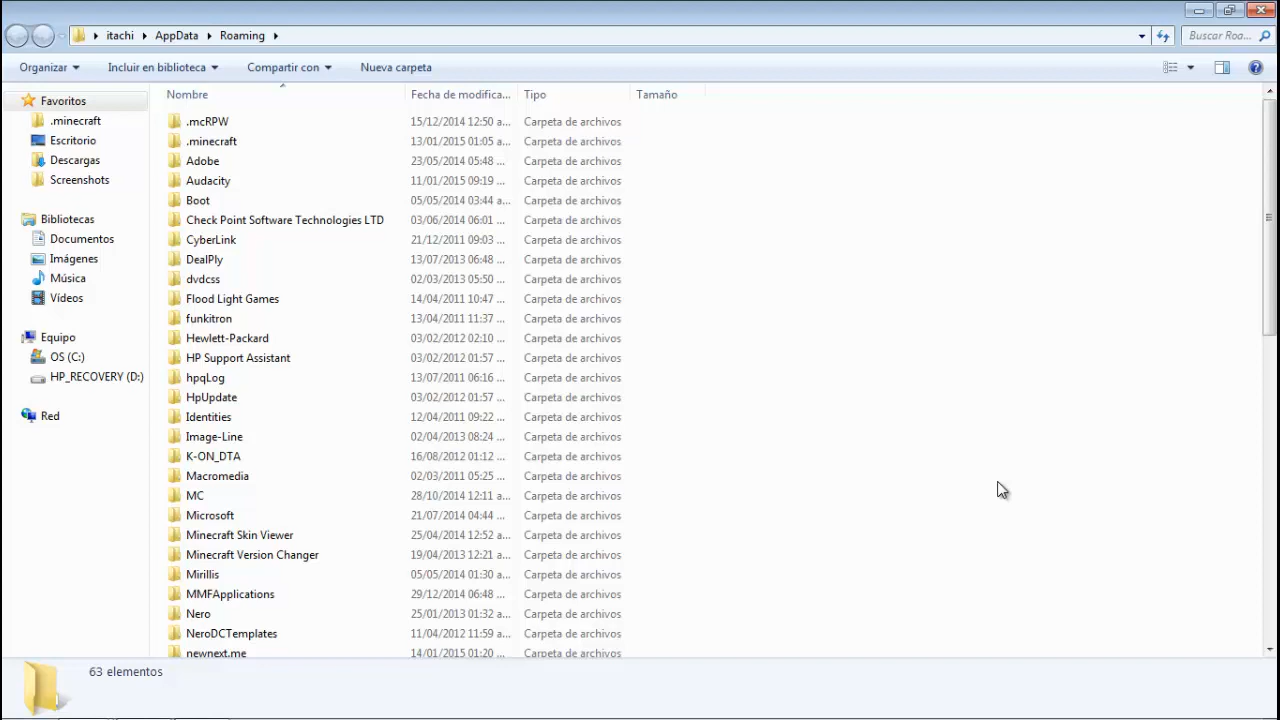 itachi AppData Roaming Buscar Roa...
Organizar Incluir en biblioteca Compartir con Nueva carpeta
Favoritos
.minecraft
Escritorio
Descargas
Screenshots
Bibliotecas
Documentos
Imágenes
Música
Vídeos
Equipo
OS (C:)
HP_RECOVERY (D:)
Red
Nombre Fecha de modifica... Tipo Tamaño
.mcRPW 15/12/2014 12:50 a... Carpeta de archivos
.minecraft 13/01/2015 01:05 a... Carpeta de archivos
Adobe 23/05/2014 05:48 ... Carpeta de archivos
Audacity 11/01/2015 09:19 ... Carpeta de archivos
Boot 05/05/2014 03:44 a... Carpeta de archivos
Check Point Software Technologies LTD 03/06/2014 06:01 ... Carpeta de archivos
CyberLink 21/12/2011 09:03 ... Carpeta de archivos
DealPly 13/07/2013 06:48 ... Carpeta de archivos
dvdcss 02/03/2013 05:50 ... Carpeta de archivos
Flood Light Games 14/04/2011 10:47 ... Carpeta de archivos
funkitron 13/04/2011 11:37 ... Carpeta de archivos
Hewlett-Packard 03/02/2012 02:10 ... Carpeta de archivos
HP Support Assistant 03/02/2012 01:57 ... Carpeta de archivos
hpqLog 13/07/2011 06:16 ... Carpeta de archivos
HpUpdate 03/02/2012 01:57 ... Carpeta de archivos
Identities 12/04/2011 09:22 ... Carpeta de archivos
Image-Line 02/04/2013 08:24 ... Carpeta de archivos
K-ON_DTA 16/08/2012 01:12 ... Carpeta de archivos
Macromedia 02/03/2011 05:25 ... Carpeta de archivos
MC 28/10/2014 12:11 a... Carpeta de archivos
Microsoft 21/07/2014 04:44 ... Carpeta de archivos
Minecraft Skin Viewer 25/04/2014 12:52 a... Carpeta de archivos
Minecraft Version Changer 19/04/2013 12:21 a... Carpeta de archivos
Mirillis 05/05/2014 01:30 a... Carpeta de archivos
MMFApplications 29/12/2014 06:48 ... Carpeta de archivos
Nero 25/01/2013 01:32 a... Carpeta de archivos
NeroDCTemplates 11/04/2012 11:59 a... Carpeta de archivos
newnext.me 14/01/2015 01:20 ... Carpeta de archivos
63 elementos